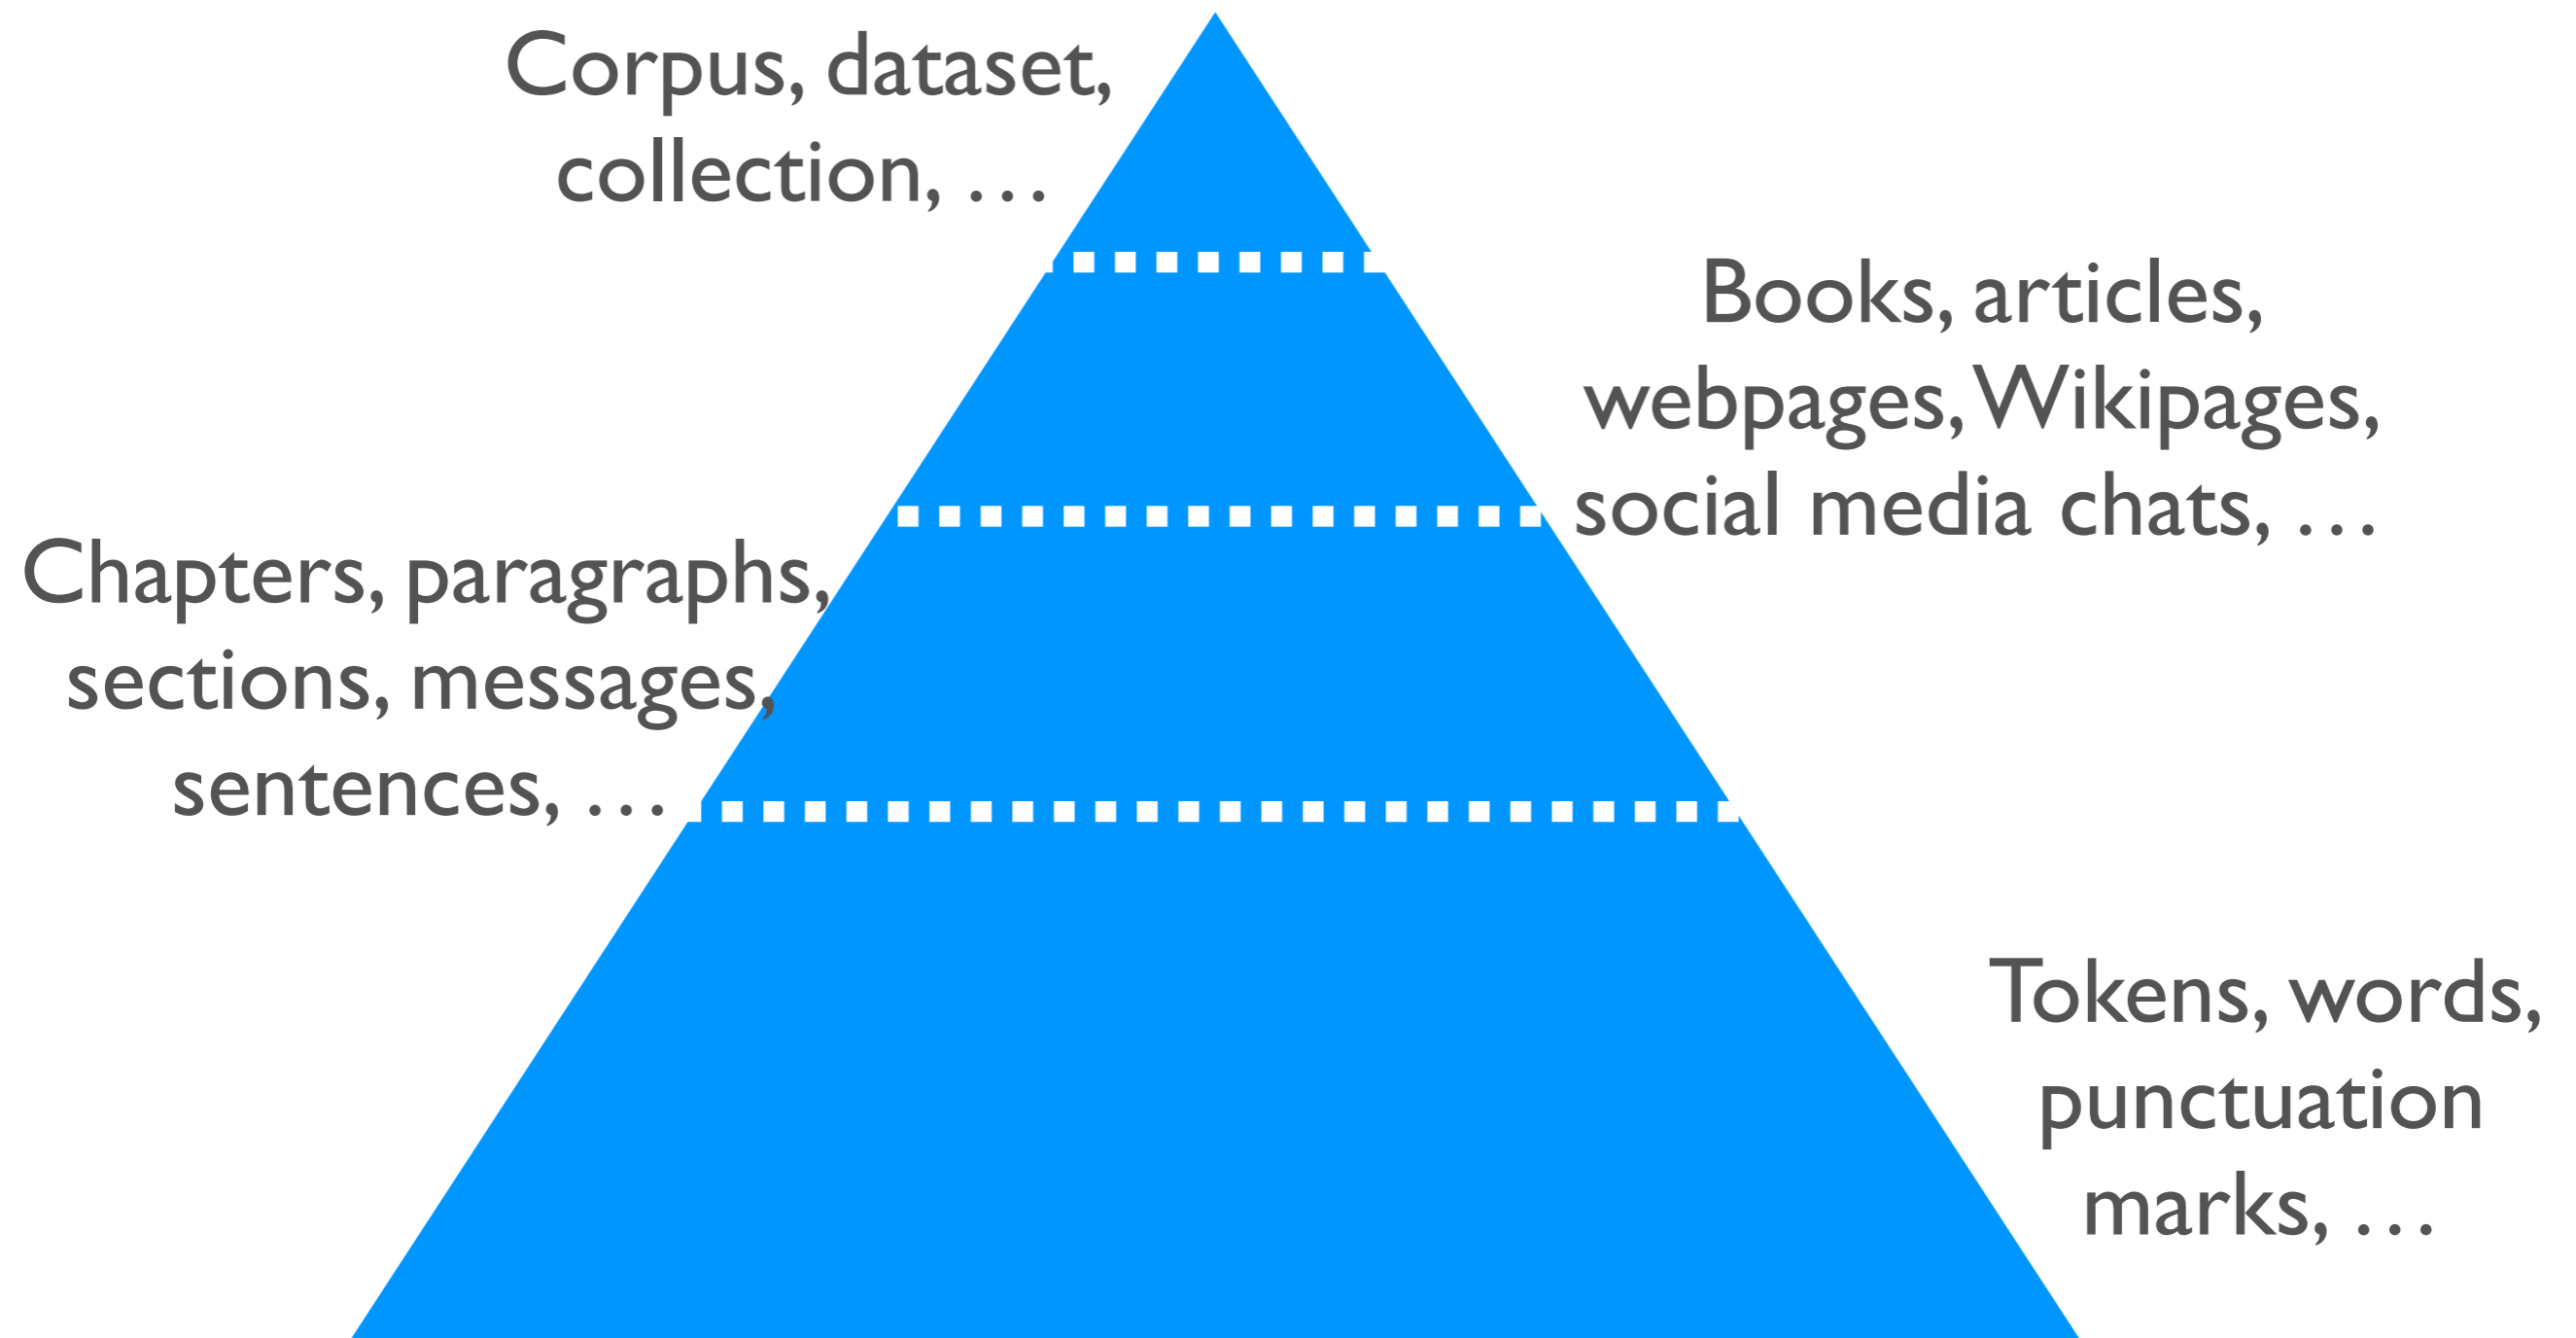 Corpus, dataset,
collection, …
Books, articles,
webpages, Wikipages,
social media chats, …
Chapters, paragraphs,
sections, messages,
sentences, …
Tokens, words,
punctuation
marks, …